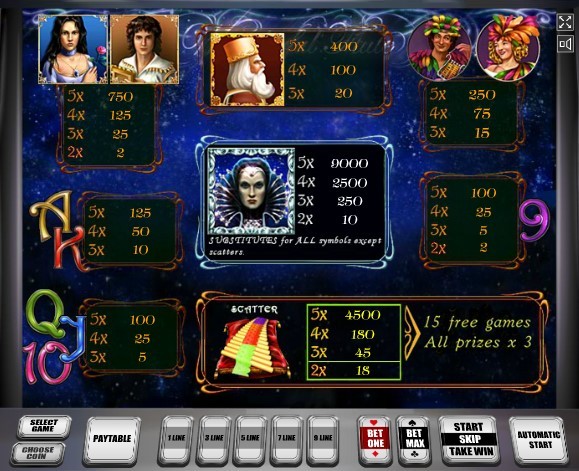 5x 750
4x 125
3x 25
2x 2
5x 400
4x 100
3x 20
5x 250
4x 75
3x 15
5x 9000
4x 2500
3x 250
2x 10
SUBSTITUTES for ALL symbols except
scatters.
A K
5x 125
4x 50
3x 10
5x 100
4x 25
3x 5
2x 2
9
Q J 10
5x 100
4x 25
3x 5
SCATTER
5x 4500
4x 180
3x 45
2x 18
15 free games
All prizes x 3
SELECT
GAME
CHOOSE
COIN
PAYTABLE
1 LINE
3 LINE
5 LINE
7 LINE
9 LINE
BET
ONE
BET
MAX
START
SKIP
TAKE WIN
AUTOMATIC
START